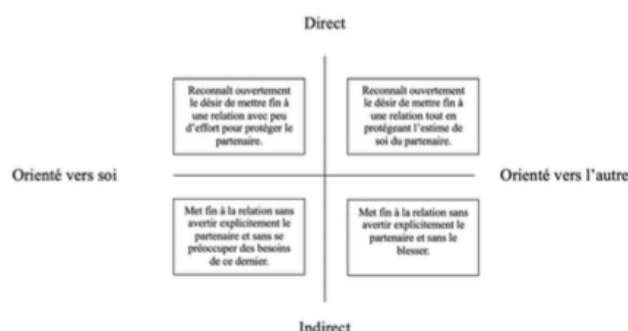 Direct
Reconnaît ouvertement
le désir de mettre fin à
une relation avec peu
d'effort pour protéger le
partenaire.
Reconnaît ouvertement
le désir de mettre fin à
une relation tout en
protégeant l'estime de
soi du partenaire.
Orienté vers soi
Orienté vers l'autre
Met fin à la relation sans
avertir explicitement le
partenaire et sans se
préoccuper des besoins
de ce dernier.
Met fin à la relation sans
avertir explicitement le
partenaire et sans le
blesser.
Indirect